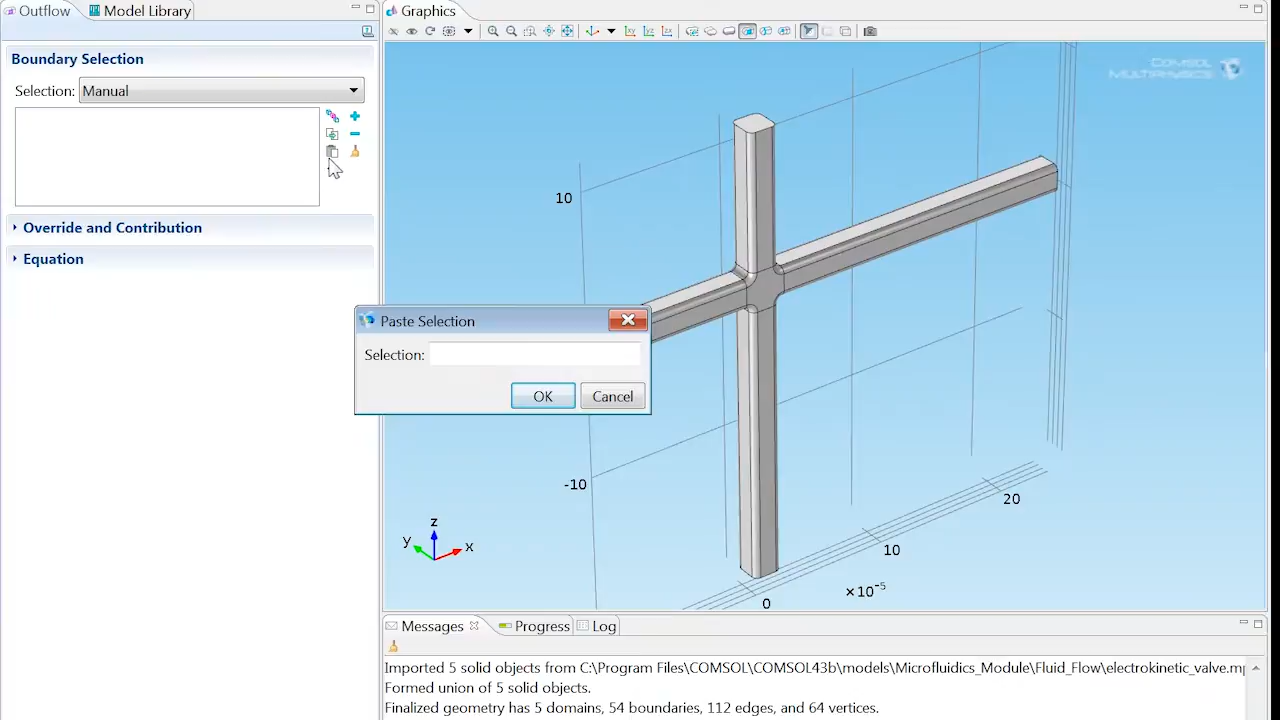 Outflow
Model Library
Boundary Selection
Selection: Manual
Override and Contribution
Equation
Graphics
COMSOL
MULTIPHYSICS
10
-10
20
10
0
×10-5
z
y
x
Paste Selection
Selection:
OK
Cancel
Messages
Progress
Log
Imported 5 solid objects from C:\Program Files\COMSOL\COMSOL43b\models\Microfluidics_Module\Fluid_Flow\electrokinetic_valve.mp
Formed union of 5 solid objects.
Finalized geometry has 5 domains, 54 boundaries, 112 edges, and 64 vertices.